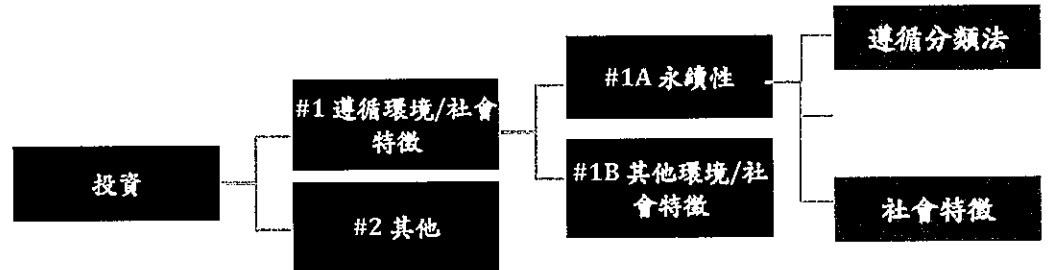 投資
#1 遵循環境/社會
特徵
#2 其他
#1A 永續性
#1B 其他環境/社
會特徵
遵循分類法
社會特徵